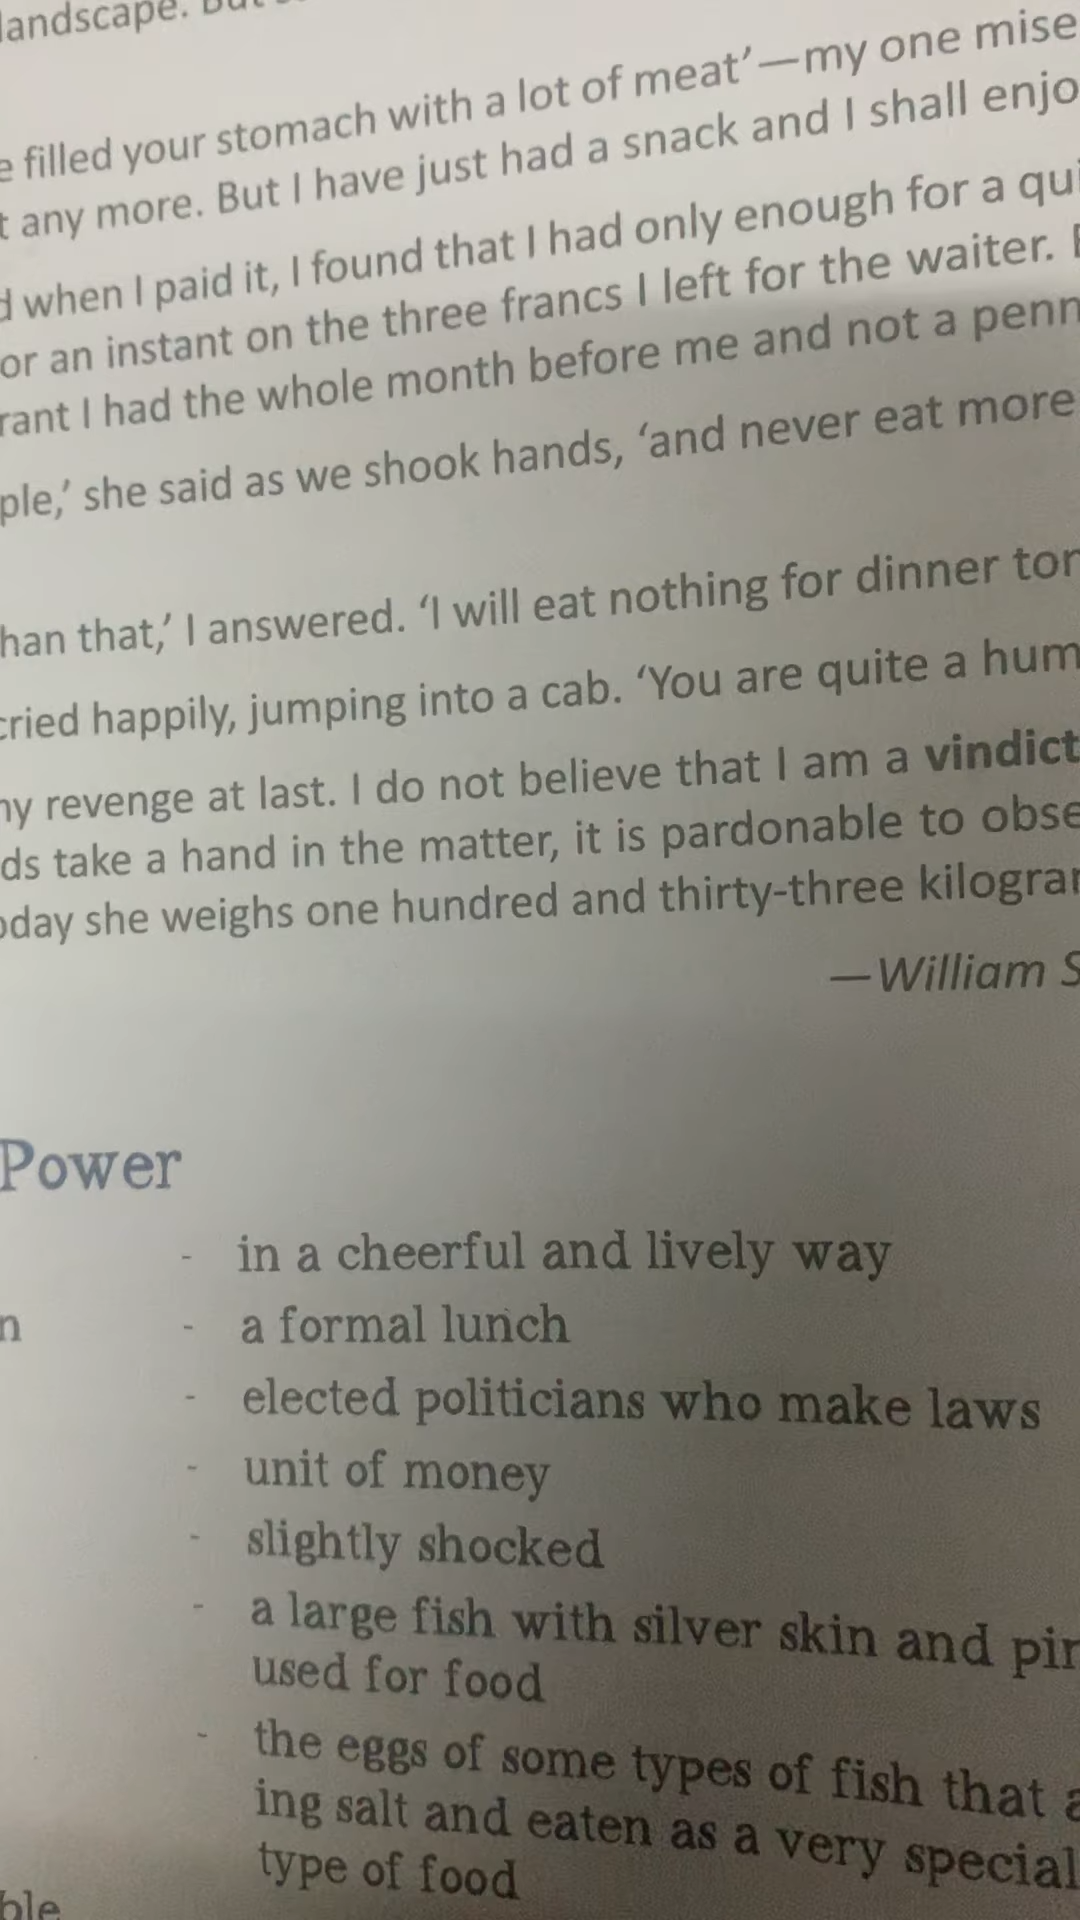 landscape. But
filled your stomach with a lot of meat’—my one mise
t any more. But I have just had a snack and I shall enjo
d when I paid it, I found that I had only enough for a qui
or an instant on the three francs I left for the waiter.
rant I had the whole month before me and not a penn
ple,’ she said as we shook hands, ‘and never eat more
han that,’ I answered. ‘I will eat nothing for dinner ton
cried happily, jumping into a cab. ‘You are quite a hum
my revenge at last. I do not believe that I am a vindict
ds take a hand in the matter, it is pardonable to obse
oday she weighs one hundred and thirty-three kilogram
—William S
Power
- in a cheerful and lively way
n - a formal lunch
- elected politicians who make laws
- unit of money
- slightly shocked
- a large fish with silver skin and pin
used for food
- the eggs of some types of fish that a
ing salt and eaten as a very special
type of food
ble